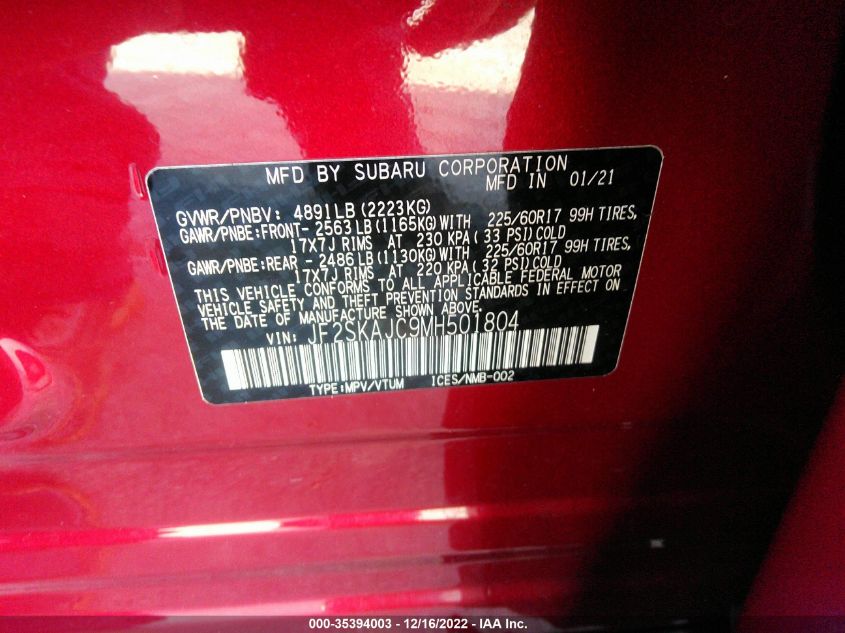 MFD BY SUBARU CORPORATION
MFD IN 01/21
GVWR/PNBV: 4891LB (2223KG)
GAWR/PNBE:FRONT- 2563LB (1165KG) WITH 225/60R17 99H TIRES,
17X7J RIMS AT 230 KPA( 33 PSI) COLD
GAWR/PNBE:REAR - 2486LB (1130KG) WITH 225/60R17 99H TIRES,
17X7J RIMS AT 220 KPA( 32 PSI) COLD
THIS VEHICLE CONFORMS TO ALL APPLICABLE FEDERAL MOTOR
VEHICLE SAFETY AND THEFT PREVENTION STANDARDS IN EFFECT ON
THE DATE OF MANUFACTURE SHOWN ABOVE.
VIN: JF2SKAJC9MH501804
TYPE:MPV/VTUM ICES/NMB-002
000-35394003 - 12/16/2022 - IAA Inc.